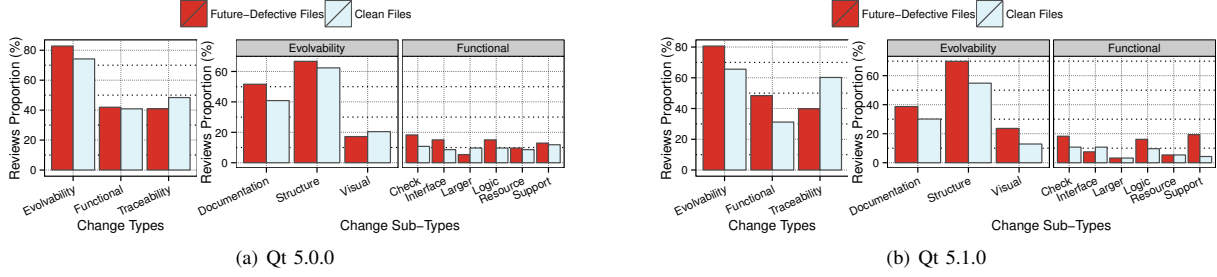 Future−Defective Files Clean Files
Reviews Proportion (%)
80
60
40
20
0
Evolvability
Functional
Traceability
Change Types
Reviews Proportion (%)
Evolvability Functional
60
40
20
0
Documentation
Structure
Visual
Check
Interface
Larger
Logic
Resource
Support
Change Sub−Types
(a) Qt 5.0.0
Future−Defective Files Clean Files
Reviews Proportion (%)
80
60
40
20
0
Evolvability
Functional
Traceability
Change Types
Reviews Proportion (%)
Evolvability Functional
60
40
20
0
Documentation
Structure
Visual
Check
Interface
Larger
Logic
Resource
Support
Change Sub−Types
(b) Qt 5.1.0